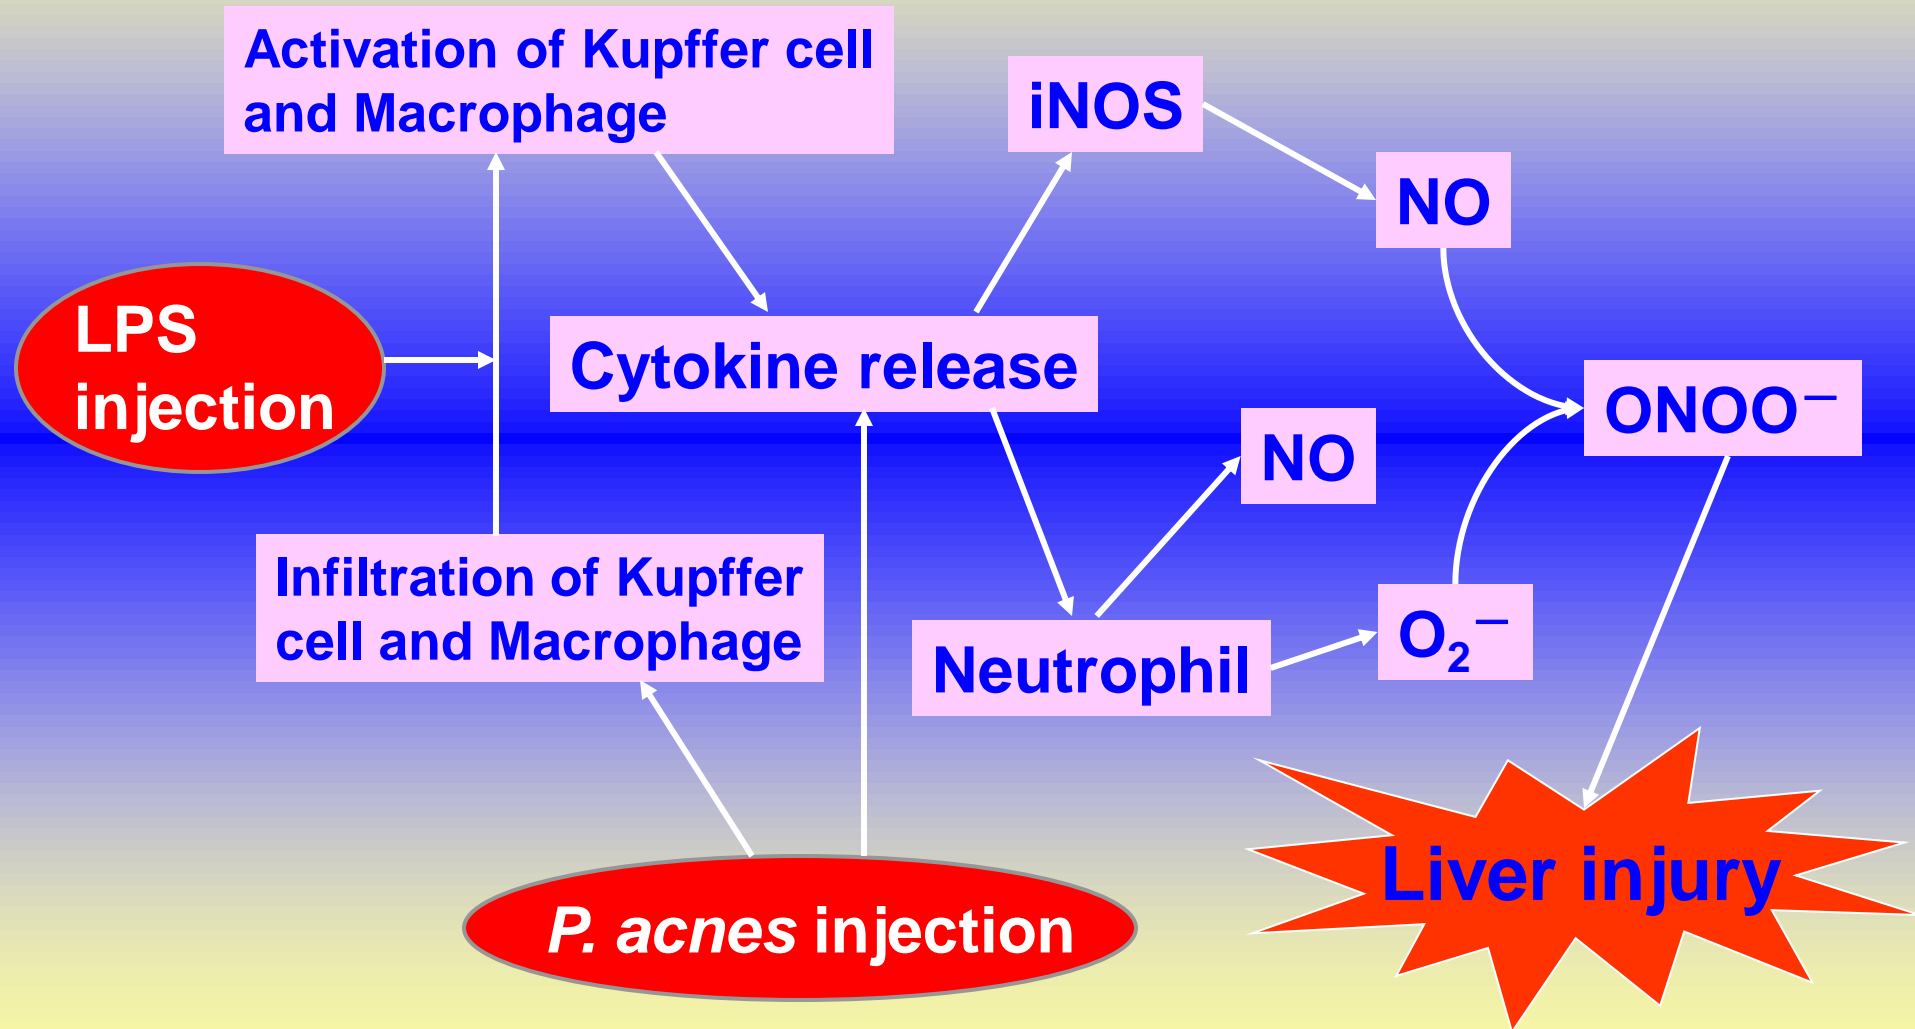 Activation of Kupffer cell
and Macrophage
iNOS
NO
LPS
injection
Cytokine release
ONOO⁻
NO
Infiltration of Kupffer
cell and Macrophage
Neutrophil
O₂⁻
Liver injury
P. acnes injection